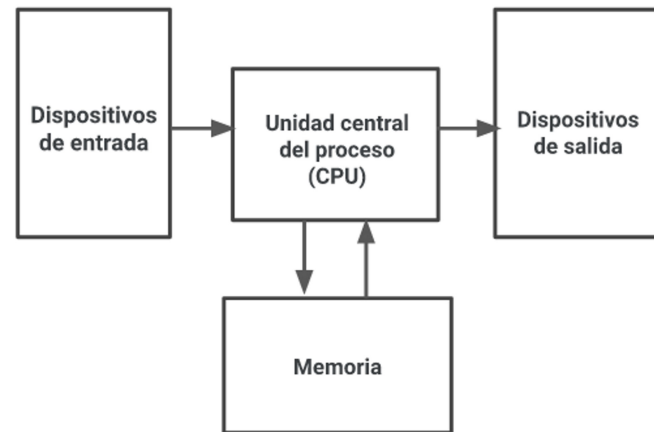 Dispositivos
de entrada
Unidad central
del proceso
(CPU)
Dispositivos
de salida
Memoria